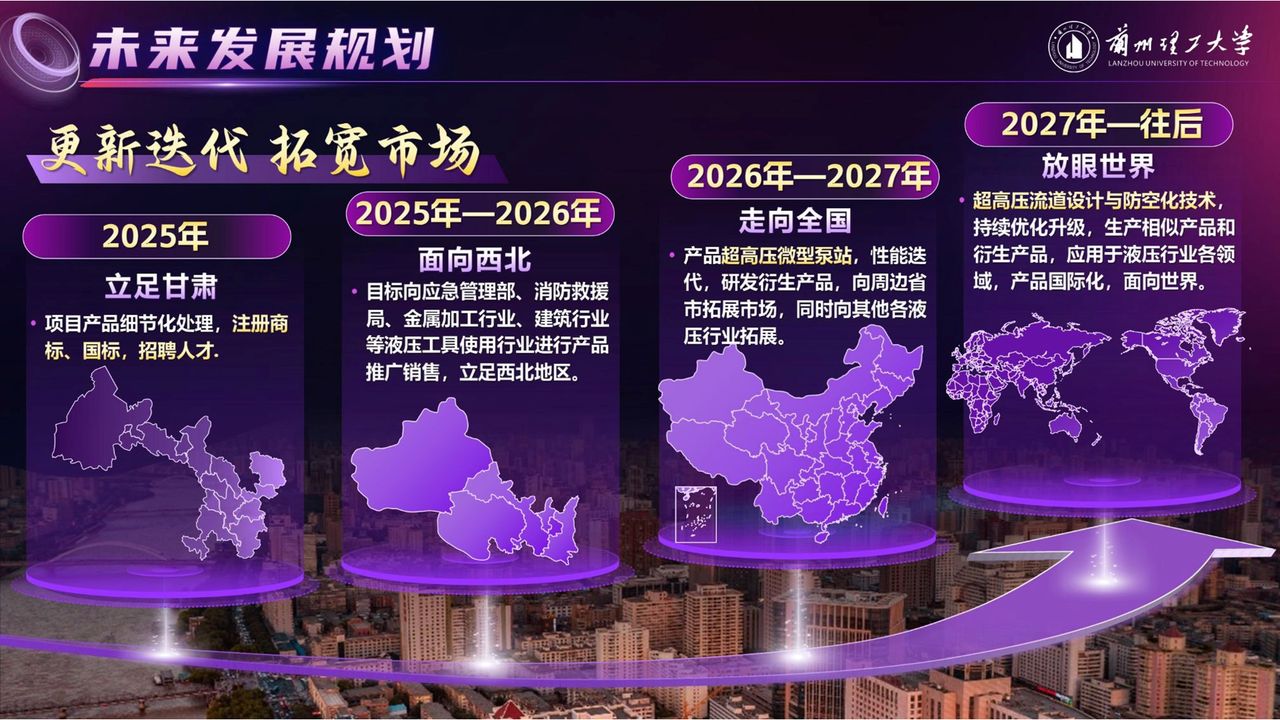 未来发展规划
蘭州理工大学
LANZHOU UNIVERSITY OF TECHNOLOGY
更新迭代 拓宽市场
2025年
立足甘肃
• 项目产品细节化处理，注册商
标、国标，招聘人才.
2025年—2026年
面向西北
• 目标向应急管理部、消防救援
局、金属加工行业、建筑行业
等液压工具使用行业进行产品
推广销售，立足西北地区。
2026年—2027年
走向全国
• 产品超高压微型泵站，性能迭
代，研发衍生产品，向周边省
市拓展市场，同时向其他各液
压行业拓展。
2027年—往后
放眼世界
• 超高压流道设计与防空化技术，
持续优化升级，生产相似产品和
衍生产品，应用于液压行业各领
域，产品国际化，面向世界。